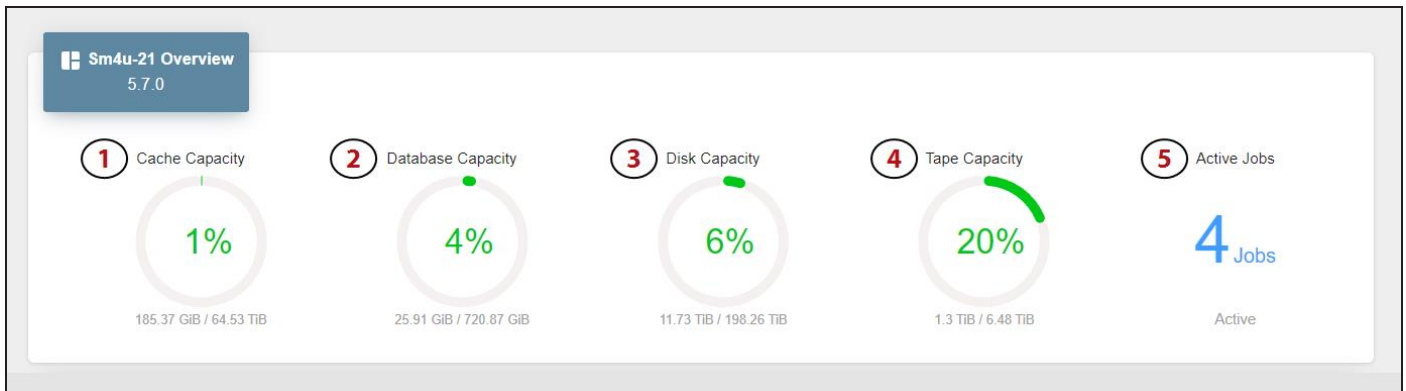 Sm4u-21 Overview
5.7.0
1 Cache Capacity
2 Database Capacity
3 Disk Capacity
4 Tape Capacity
5 Active Jobs
1%
4%
6%
20%
4 Jobs
185.37 GiB / 64.53 TiB
25.91 GiB / 720.87 GiB
11.73 TiB / 198.26 TiB
1.3 TiB / 6.48 TiB
Active